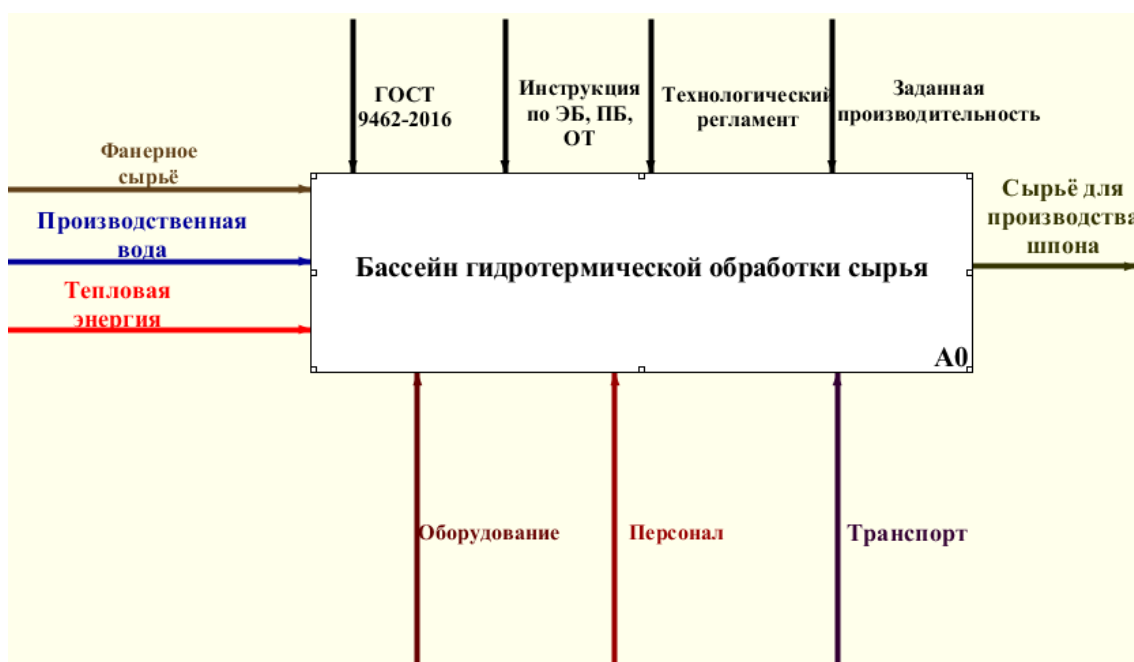 ГОСТ
9462-2016
Инструкция
по ЭБ, ПБ,
ОТ
Технологический
регламент
Заданная
производительность
Фанерное
сырьё
Производственная
вода
Тепловая
энергия
Бассейн гидротермической обработки сырья
A0
Сырьё для
производства
шпона
Оборудование
Персонал
Транспорт